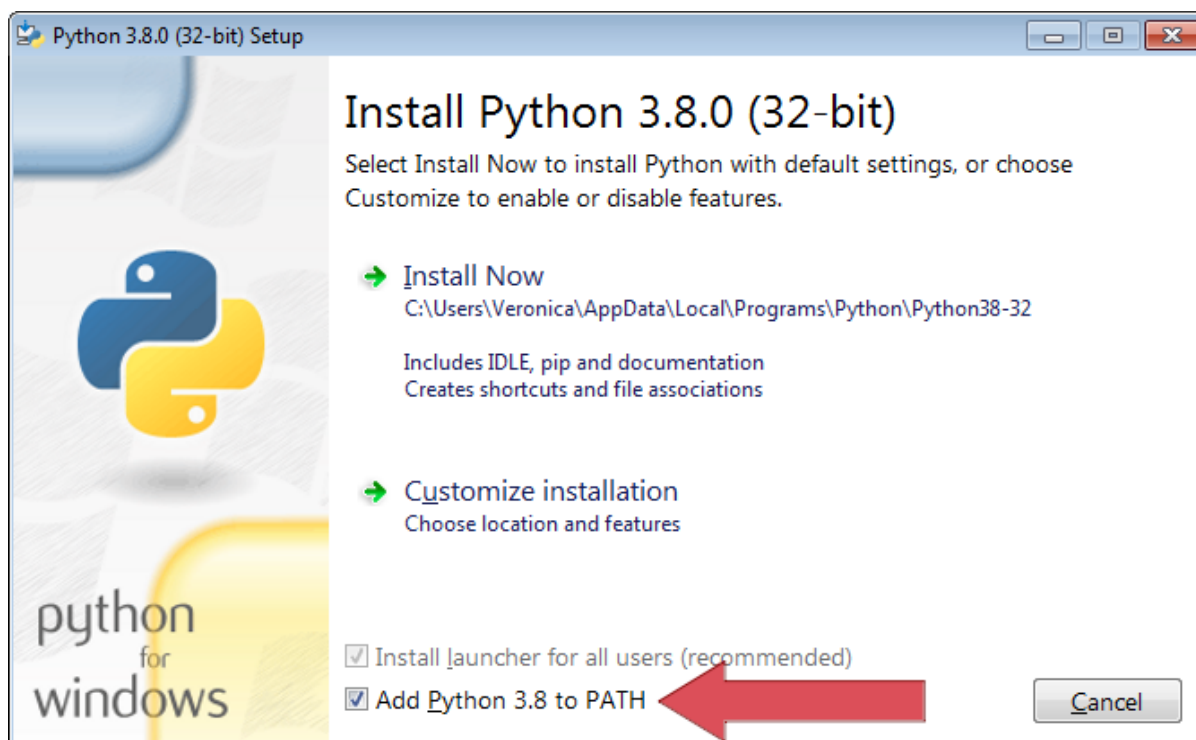 Python 3.8.0 (32-bit) Setup
Install Python 3.8.0 (32-bit)
Select Install Now to install Python with default settings, or choose
Customize to enable or disable features.
Install Now
C:\Users\Veronica\AppData\Local\Programs\Python\Python38-32
Includes IDLE, pip and documentation
Creates shortcuts and file associations
Customize installation
Choose location and features
python
for
windows
Install launcher for all users (recommended)
Add Python 3.8 to PATH
Cancel